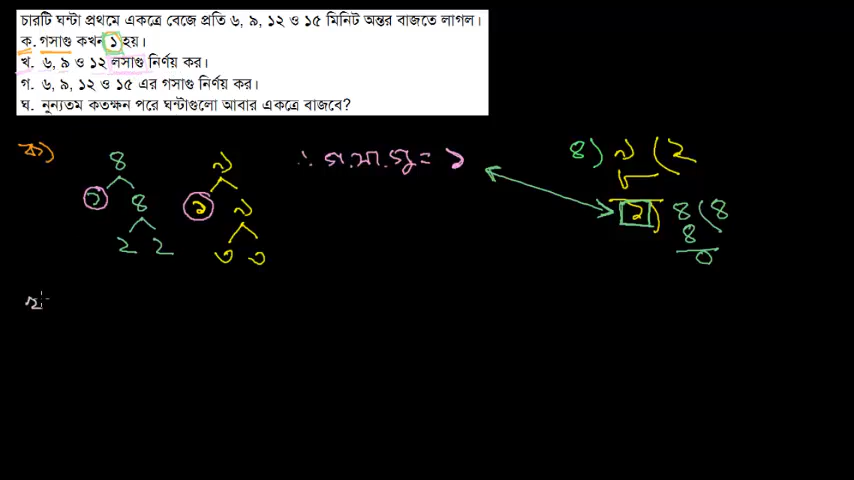 চারটি ঘন্টা প্রথমে একত্রে বেজে প্রতি ৬, ৯, ১২ ও ১৫ মিনিট অন্তর বাজতে লাগল।
ক. গসাগু কখন ১ হয়।
খ. ৬, ৯ ও ১২ লসাগু নির্ণয় কর।
গ. ৬, ৯, ১২ ও ১৫ এর গসাগু নির্ণয় কর।
ঘ. নূন্যতম কতক্ষন পরে ঘন্টাগুলো আবার একত্রে বাজবে?
ক)
৪
৯
১ ৪
১ ৯
২ ২
৩ ৩
∴ গ.সা.গু = ১
৪) ৯ (২
৮
১) ৪ (৪
৪
০
খ